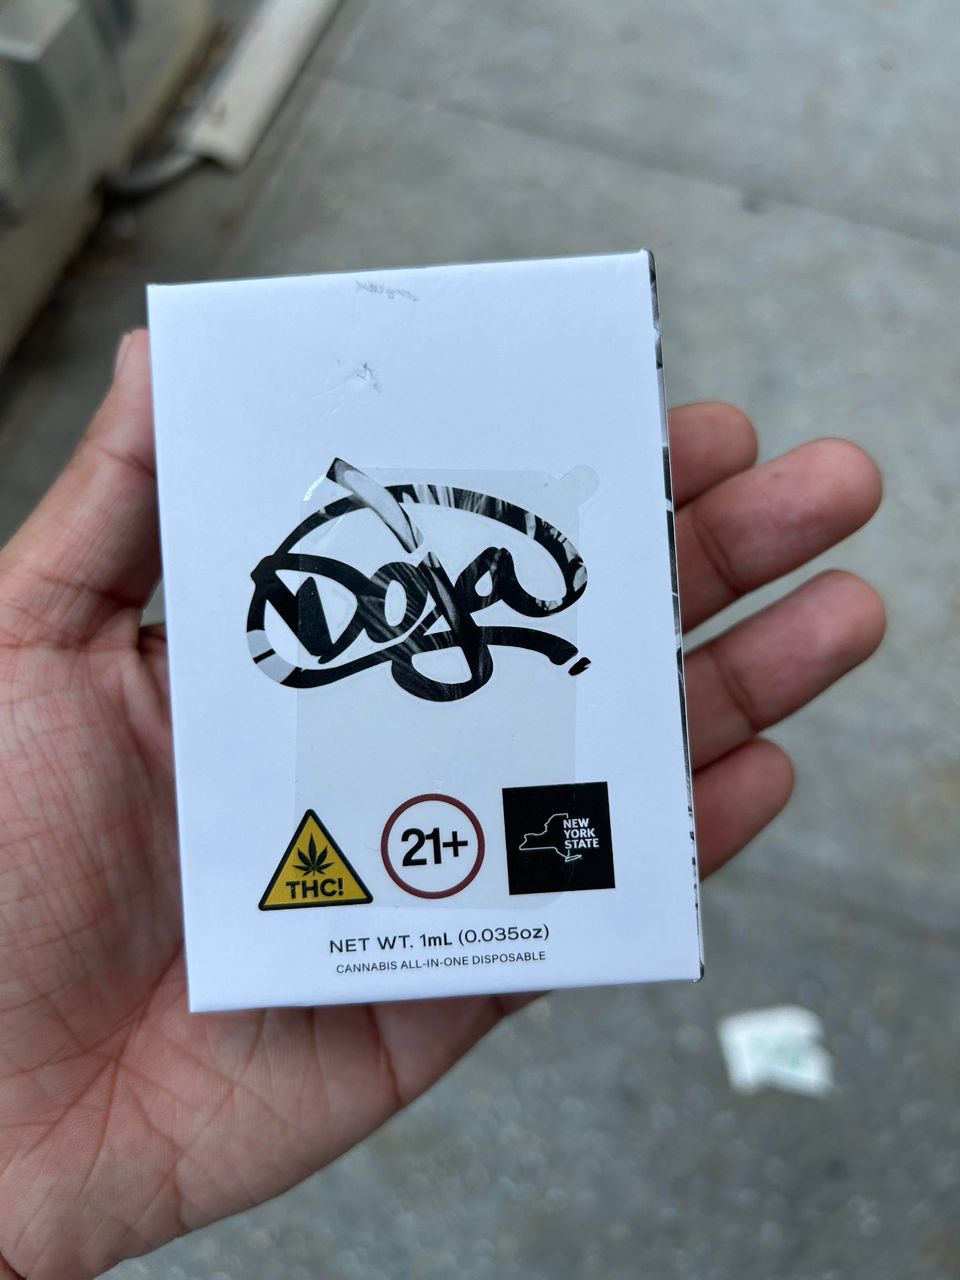 Doja
THC!
21+
NEW
YORK
STATE
NET WT. 1mL (0.035oz)
CANNABIS ALL-IN-ONE DISPOSABLE